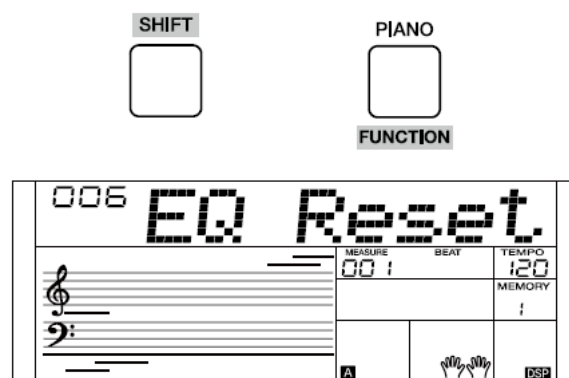 SHIFT PIANO
FUNCTION
006 EQ Reset
MEASURE BEAT TEMPO
001 120
MEMORY
1
A DSP